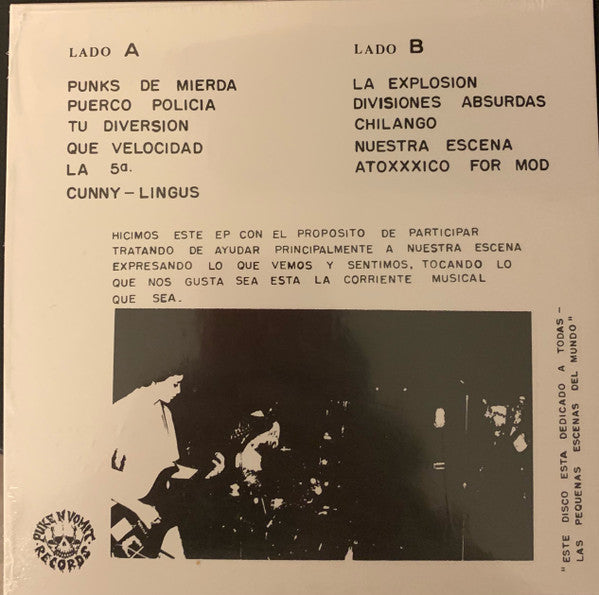 LADO A
PUNKS DE MIERDA
PUERCO POLICIA
TU DIVERSION
QUE VELOCIDAD
LA 5a.
CUNNY-LINGUS
LADO B
LA EXPLOSION
DIVISIONES ABSURDAS
CHILANGO
NUESTRA ESCENA
ATOXXXICO FOR MOD
HICIMOS ESTE EP CON EL PROPOSITO DE PARTICIPAR
TRATANDO DE AYUDAR PRINCIPALMENTE A NUESTRA ESCENA
EXPRESANDO LO QUE VEMOS Y SENTIMOS, TOCANDO LO
QUE NOS GUSTA SEA ESTA LA CORRIENTE MUSICAL
QUE SEA.
"ESTE DISCO ESTA DEDICADO A TODAS-
LAS PEQUENAS ESCENAS DEL MUNDO"
PUKE N VOMIT
RECORDS